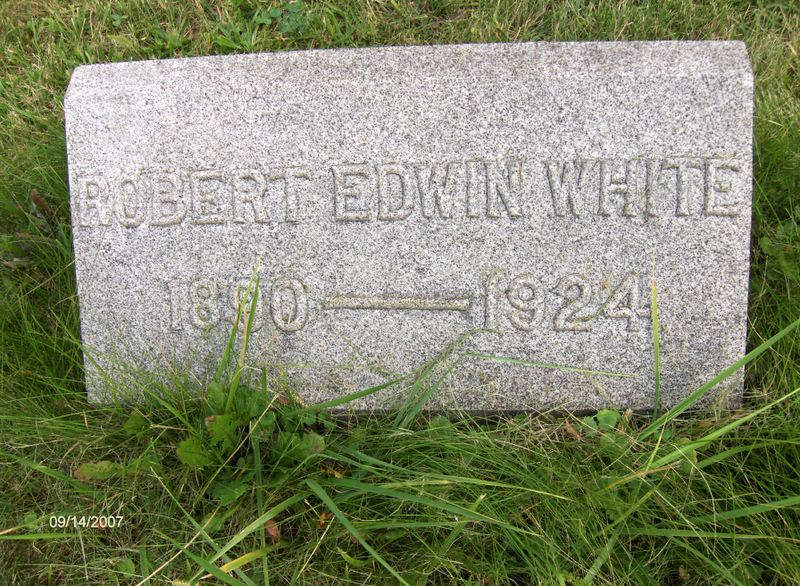 ROBERT EDWIN WHITE
— 1924
09/14/2007